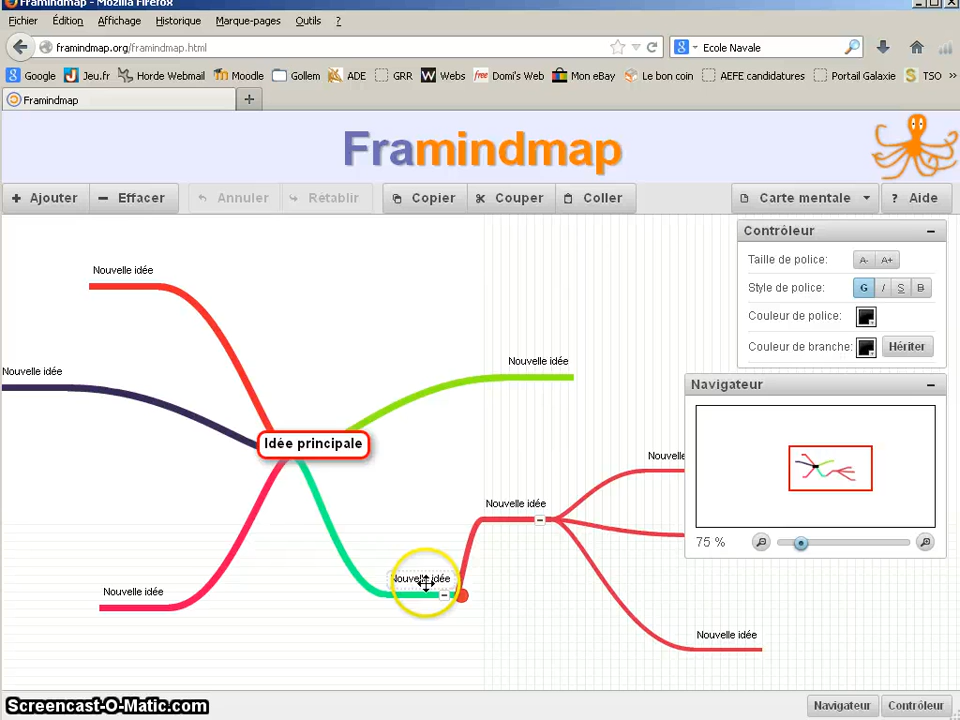 Framindmap - Mozilla Firefox
Fichier Édition Affichage Historique Marque-pages Outils ?
framindmap.org/framindmap.html
Ecole Navale
Google Jeu.fr Horde Webmail Moodle Gollem ADE GRR Webs free Domi's Web Mon eBay Le bon coin AEFE candidatures Portail Galaxie TSO »
Framindmap
Framindmap
Ajouter Effacer Annuler Rétablir Copier Couper Coller Carte mentale ? Aide
Contrôleur
Taille de police: A- A+
Style de police: G I S B
Couleur de police:
Couleur de branche: Hériter
Navigateur
75 %
Nouvelle idée
Nouvelle idée
Nouvelle idée
Idée principale
Nouvelle
Nouvelle idée
Nouvelle idée
Nouvelle idée
Nouvelle idée
Screencast-O-Matic.com
Navigateur Contrôleur